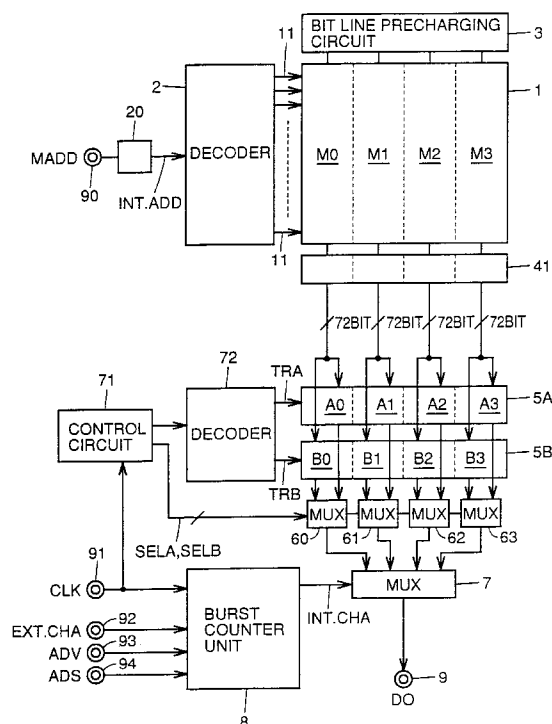 BIT LINE PRECHARGING
CIRCUIT
3
11
2
1
20
DECODER
M0 M1 M2 M3
MADD
90
INT.ADD
11
41
72BIT 72BIT 72BIT 72BIT
71
72
TRA
A0 A1 A2 A3
5A
CONTROL
CIRCUIT
DECODER
B0 B1 B2 B3
5B
TRB
MUX MUX MUX MUX
60 61 62 63
SELA,SELB
91
CLK
MUX
7
INT.CHA
BURST
COUNTER
UNIT
EXT.CHA
92
ADV
93
ADS
94
8
9
DO